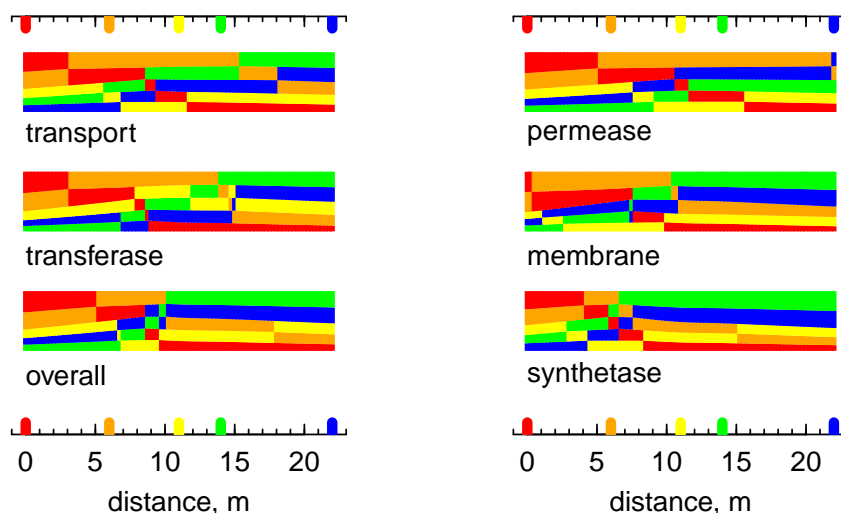 transport
permease
transferase
membrane
overall
synthetase
0 5 10 15 20
0 5 10 15 20
distance, m
distance, m